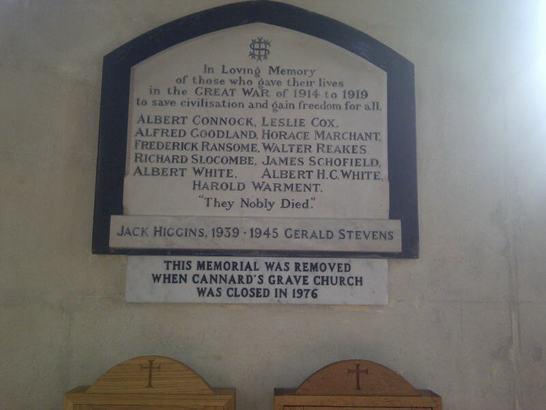 IHS
In Loving Memory
of those who gave their lives
in the GREAT WAR of 1914 to 1919
to save civilisation and gain freedom for all.
ALBERT CONNOCK, LESLIE COX,
ALFRED GOODLAND, HORACE MARCHANT,
FREDERICK RANSOME, WALTER REAKES
RICHARD SLOCOMBE, JAMES SCHOFIELD,
ALBERT WHITE, ALBERT H.C. WHITE,
HAROLD WARMENT.
"They Nobly Died."
JACK HIGGINS, 1939 - 1945 GERALD STEVENS
THIS MEMORIAL WAS REMOVED
WHEN CANNARD'S GRAVE CHURCH
WAS CLOSED IN 1976